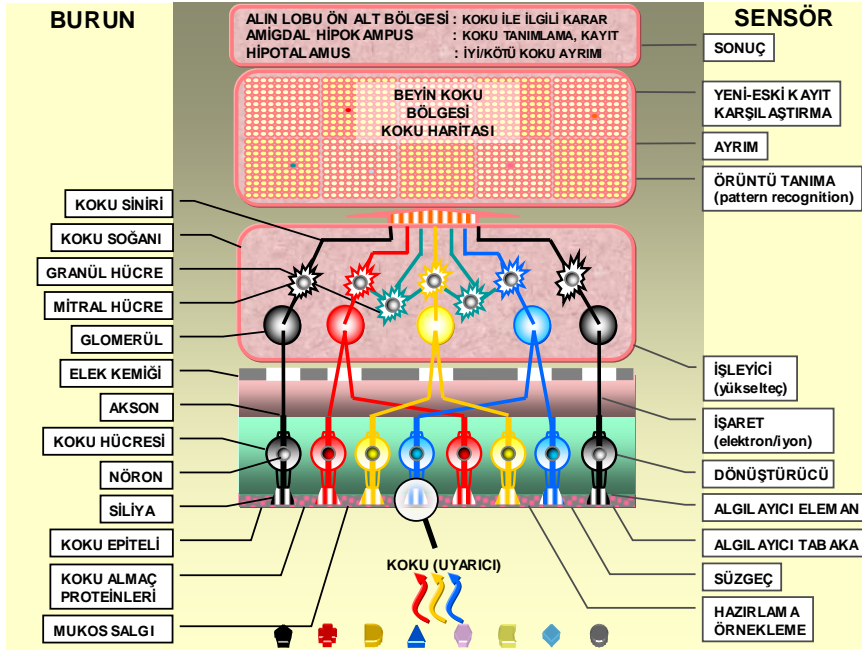 BURUN
ALIN LOBU ÖN ALT BÖLGESİ : KOKU İLE İLGİLİ KARAR
AMİGDAL HİPOKAMPUS : KOKU TANIMLAMA, KAYIT
HİPOTALAMUS : İYİ/KÖTÜ KOKU AYRIMI
SENSÖR
SONUÇ
BEYİN KOKU
BÖLGESİ
KOKU HARİTASI
YENİ-ESKİ KAYIT
KARŞILAŞTIRMA
AYRIM
ÖRÜNTÜ TANIMA
(pattern recognition)
KOKU SİNİRİ
KOKU SOĞANI
GRANÜL HÜCRE
MİTRAL HÜCRE
GLOMERÜL
ELEK KEMİĞİ
AKSON
KOKU HÜCRESİ
NÖRON
SİLİYA
KOKU EPİTELİ
KOKU ALMAÇ
PROTEİNLERİ
MUKOS SALGI
İŞLEYİCİ
(yükselteç)
İŞARET
(elektron/iyon)
DÖNÜŞTÜRÜCÜ
ALGILAYICI ELEMAN
ALGILAYICI TABAKA
SÜZGEÇ
HAZIRLAMA
ÖRNEKLEME
KOKU (UYARICI)